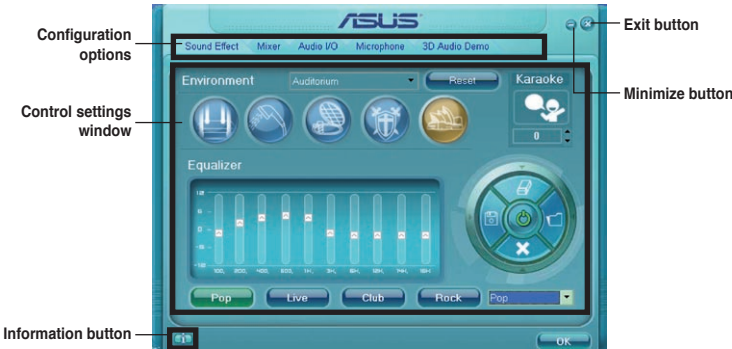 ASUS
Configuration options
Exit button
Sound Effect Mixer Audio I/O Microphone 3D Audio Demo
Minimize button
Environment Auditorium Reset Karaoke
Control settings window
0
Equalizer
Pop Live Club Rock Pop
Information button
OK